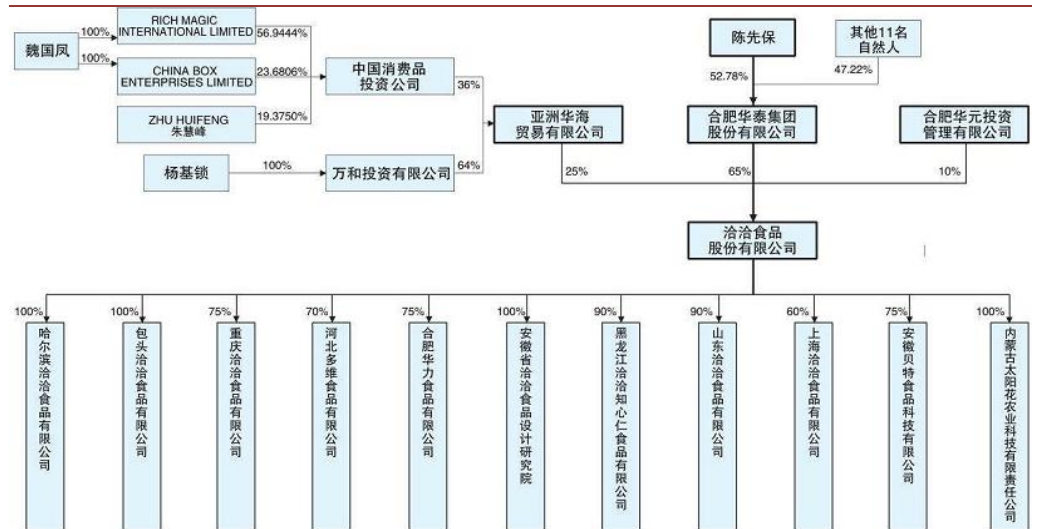 RICH MAGIC
INTERNATIONAL LIMITED
100%
56.9444%
魏国凤
100%
CHINA BOX
ENTERPRISES LIMITED
23.6806%
中国消费品
投资公司
36%
ZHU HUIFENG
朱慧峰
19.3750%
杨基锁
100%
万和投资有限公司
64%
陈先保
其他11名
自然人
52.78%
47.22%
亚洲华海
贸易有限公司
合肥华泰集团
股份有限公司
合肥华元投资
管理有限公司
25%
65%
10%
洽洽食品
股份有限公司
100%
100%
75%
70%
75%
100%
90%
90%
60%
75%
100%
哈尔滨洽洽食品有限公司
包头洽洽食品有限公司
重庆洽洽食品有限公司
河北多维食品有限公司
合肥华力食品有限公司
安徽省洽洽食品设计研究院
黑龙江洽洽知心仁食品有限公司
山东洽洽食品有限公司
上海洽洽食品有限公司
安徽贝特食品科技有限公司
内蒙古太阳花农业科技有限责任公司